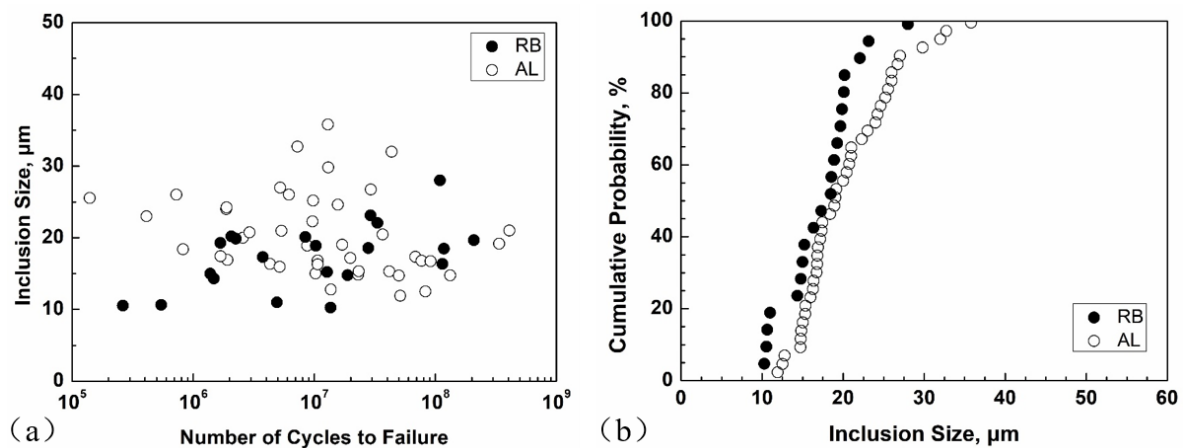 50
40
30
20
10
0
Inclusion Size, μm
RB
AL
10^5 10^6 10^7 10^8 10^9
Number of Cycles to Failure
(a)
100
80
60
40
20
0
Cumulative Probability, %
RB
AL
0 10 20 30 40 50 60
Inclusion Size, μm
(b)